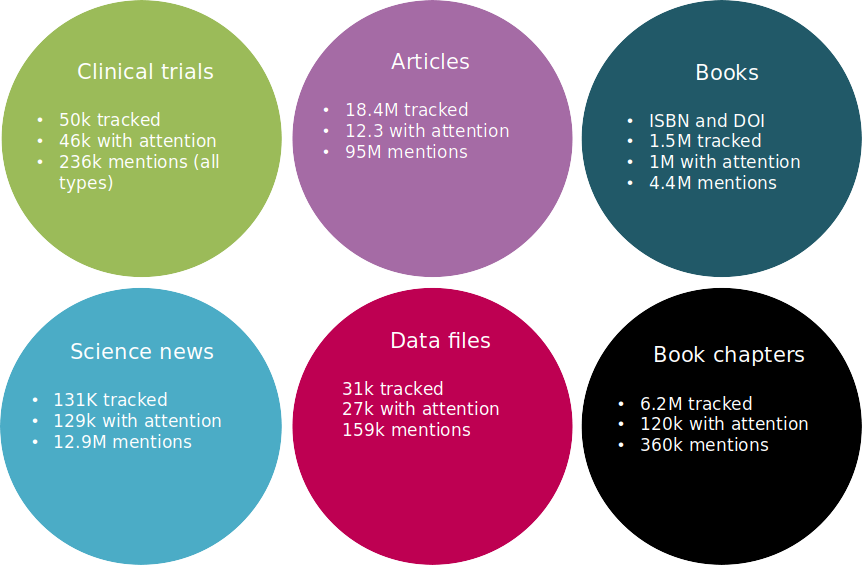 Clinical trials
• 50k tracked
• 46k with attention
• 236k mentions (all
types)
Articles
• 18.4M tracked
• 12.3 with attention
• 95M mentions
Books
• ISBN and DOI
• 1.5M tracked
• 1M with attention
• 4.4M mentions
Science news
• 131K tracked
• 129k with attention
• 12.9M mentions
Data files
31k tracked
27k with attention
159k mentions
Book chapters
• 6.2M tracked
• 120k with attention
• 360k mentions